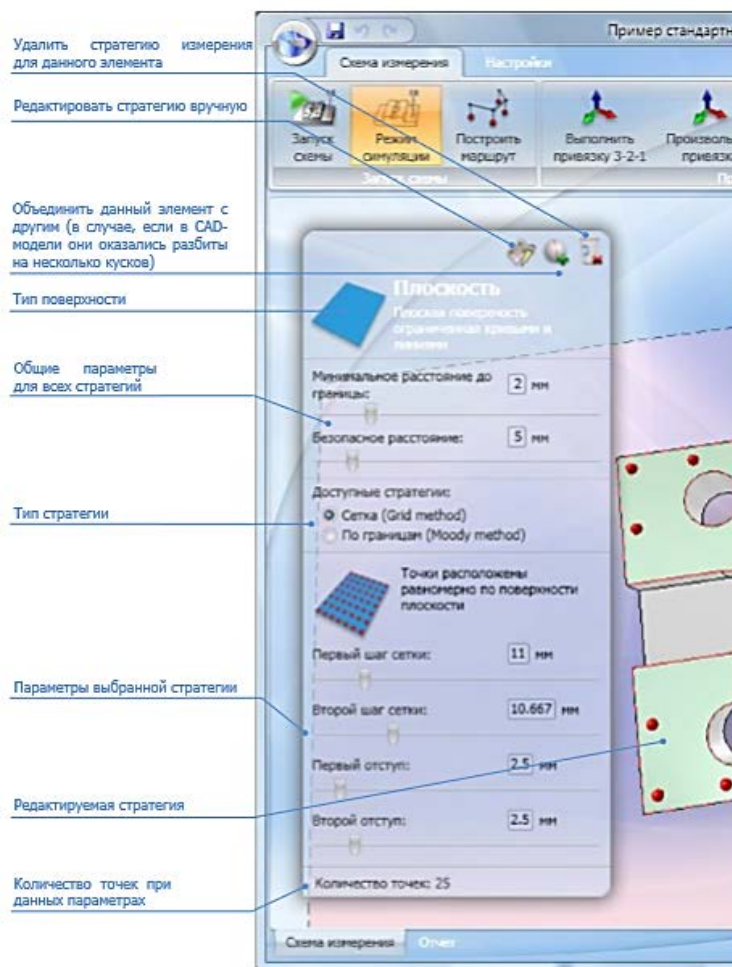 Удалить стратегию измерения
для данного элемента
Редактировать стратегию вручную
Объединить данный элемент с
другим (в случае, если в CAD-
модели они оказались разбиты
на несколько кусков)
Тип поверхности
Общие параметры
для всех стратегий
Тип стратегии
Параметры выбранной стратегии
Редактируемая стратегия
Количество точек при
данных параметрах
Пример стандартн
Схема измерения
Настройки
Запуск
схемы
Режим
симуляции
Построить
маршрут
Выполнить
привязку 3-2-1
Произволь
привязк
Запуск схемы
По
Плоскость
Плоская поверхность
ограниченная кривыми и
линиями
Минимальное расстояние до
границы:
2 мм
Безопасное расстояние:
5 мм
Доступные стратегии:
Сетка (Grid method)
По границам (Moody method)
Точки расположены
равномерно по поверхности
плоскости
Первый шаг сетки:
11 мм
Второй шаг сетки:
10.667 мм
Первый отступ:
2.5 мм
Второй отступ:
2.5 мм
Количество точек: 25
Схема измерения
Отчет